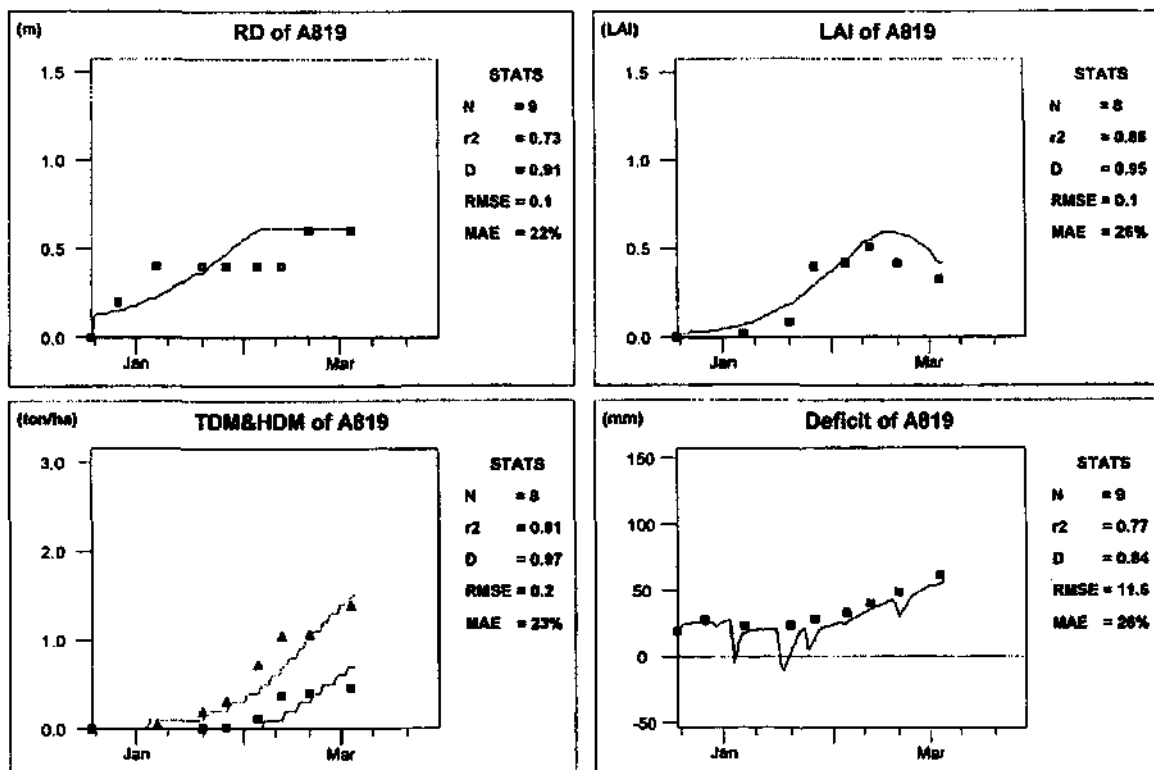 (m) RD of A819
1.5
1.0
0.5
0.0
Jan Mar
STATS
N = 9
r2 = 0.73
D = 0.91
RMSE = 0.1
MAE = 22%
(LAI) LAI of A819
1.5
1.0
0.5
0.0
Jan Mar
STATS
N = 8
r2
D = 0.95
RMSE = 0.1
MAE = 26%
(ton/ha) TDM&HDM of A819
3.0
2.0
1.0
0.0
Jan Mar
STATS
N = 8
r2
D = 0.97
RMSE = 0.2
MAE = 23%
(mm) Deficit of A819
150
100
50
0
-50
Jan Mar
STATS
N = 9
r2 = 0.77
D = 0.84
RMSE
MAE = 26%